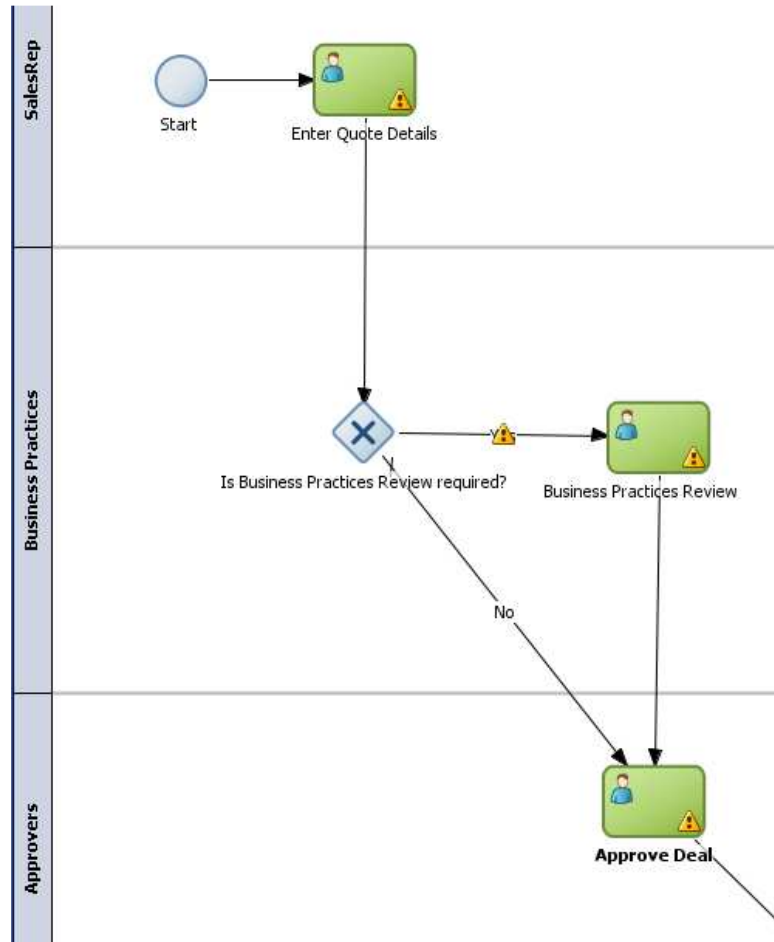 SalesRep
Start
Enter Quote Details
Business Practices
Is Business Practices Review required?
Business Practices Review
No
Approvers
Approve Deal